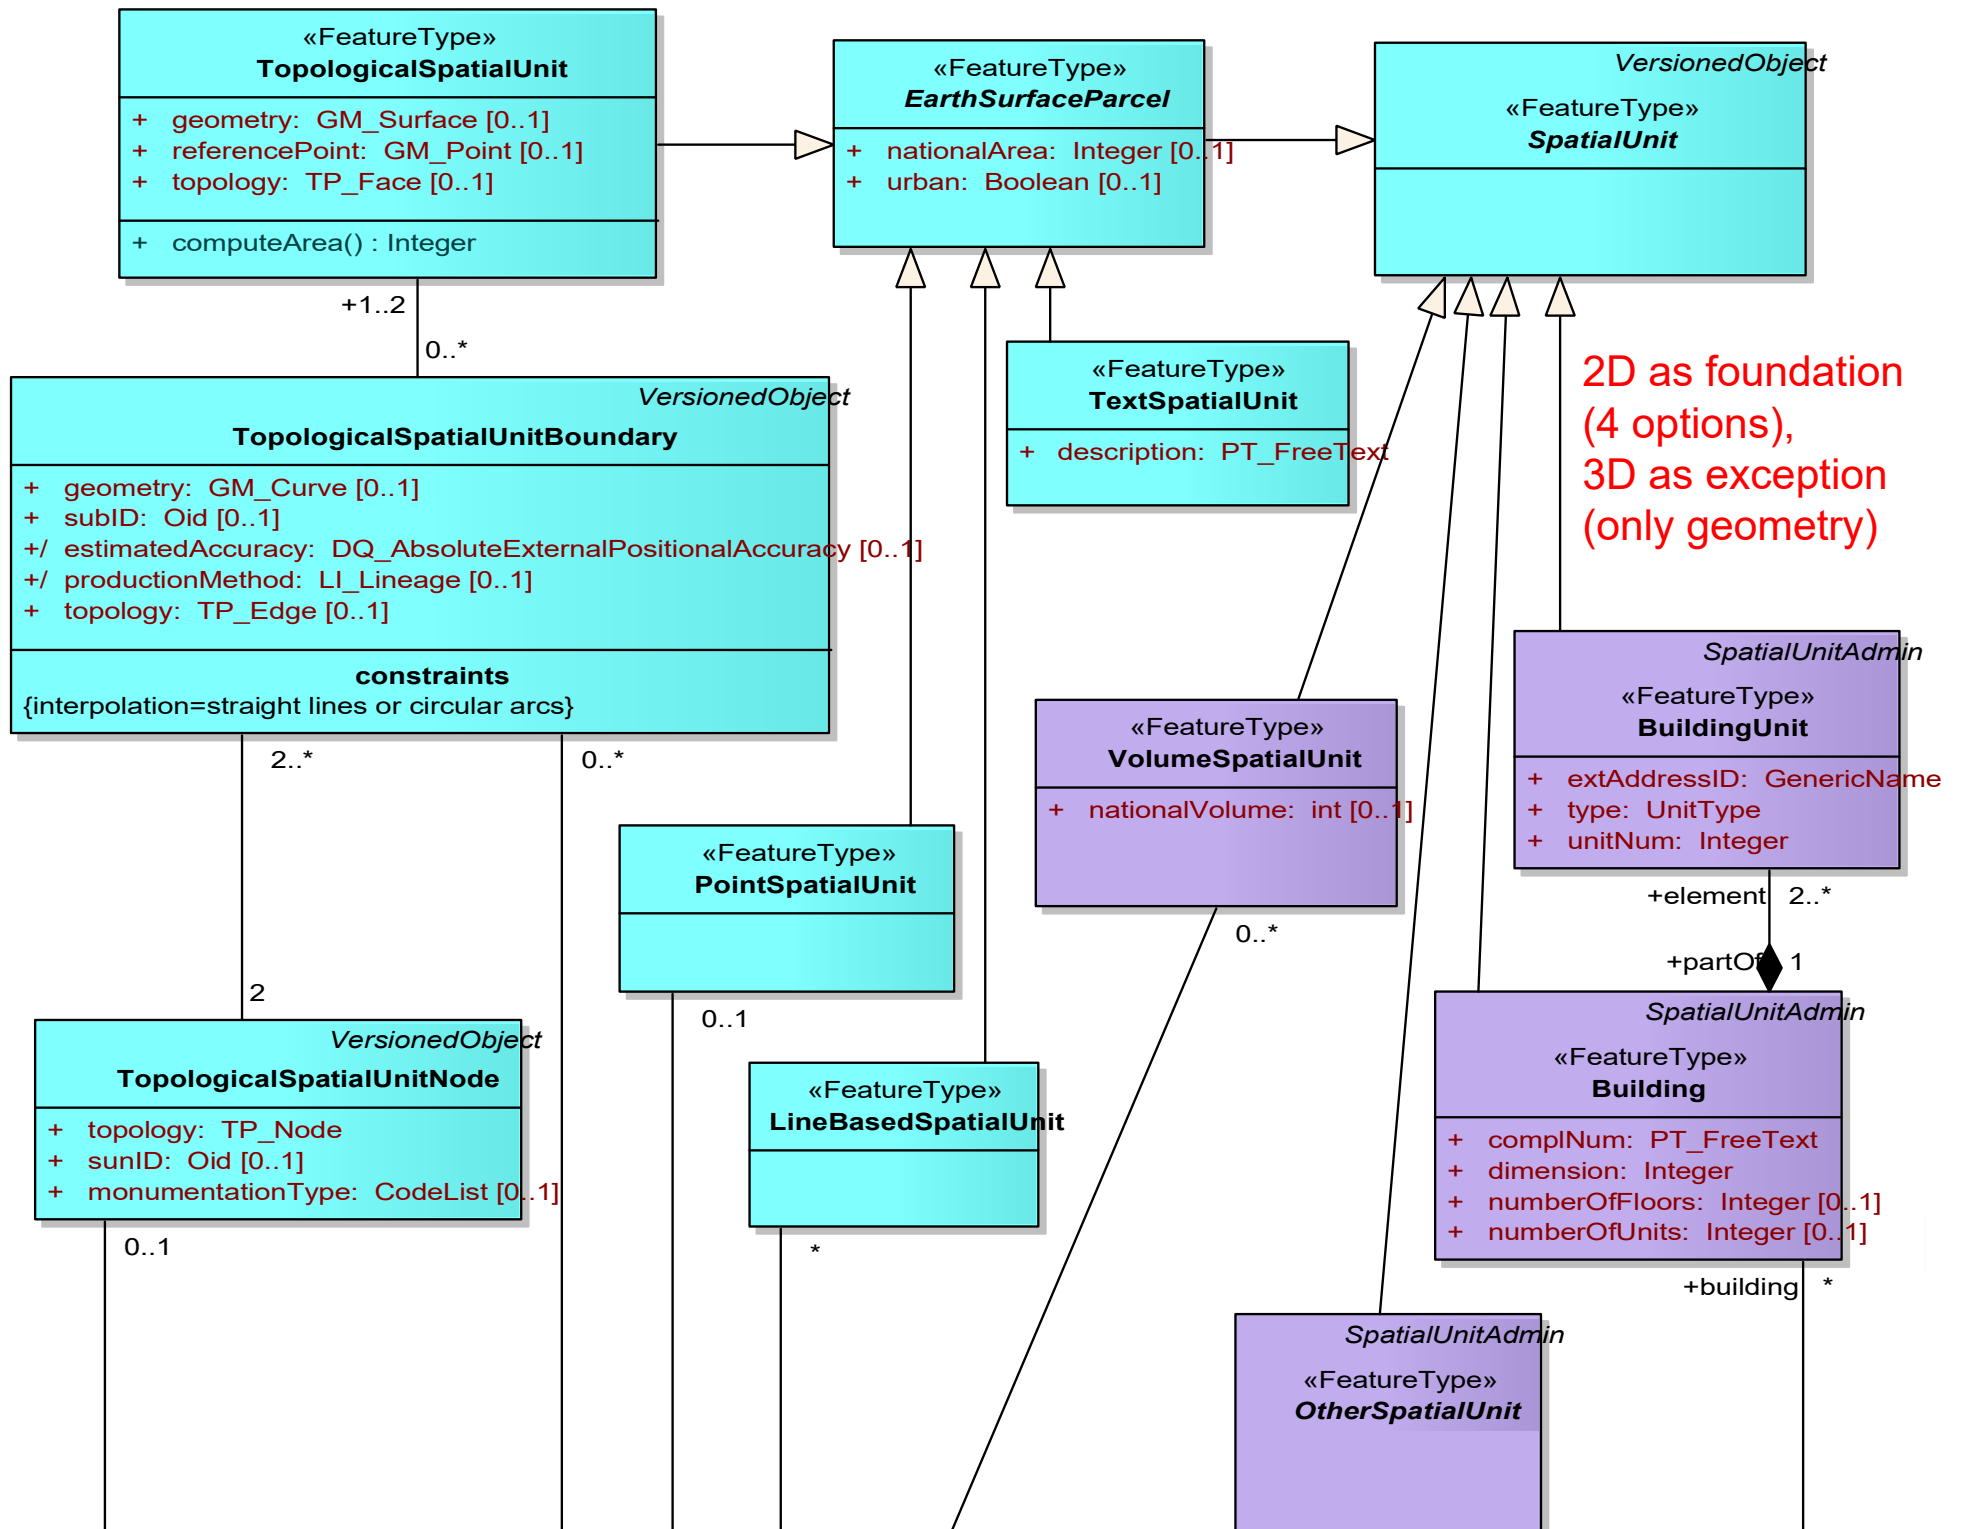 «FeatureType»
TopologicalSpatialUnit
+ geometry: GM_Surface [0..1]
+ referencePoint: GM_Point [0..1]
+ topology: TP_Face [0..1]
+ computeArea() : Integer
«FeatureType»
EarthSurfaceParcel
+ nationalArea: Integer [0..1]
+ urban: Boolean [0..1]
VersionedObject
«FeatureType»
SpatialUnit
+1..2
0..*
VersionedObject
TopologicalSpatialUnitBoundary
+ geometry: GM_Curve [0..1]
+ subID: Oid [0..1]
+/ estimatedAccuracy: DQ_AbsoluteExternalPositionalAccuracy [0..1]
+/ productionMethod: LI_Lineage [0..1]
+ topology: TP_Edge [0..1]
constraints
{interpolation=straight lines or circular arcs}
«FeatureType»
TextSpatialUnit
+ description: PT_FreeText
2D as foundation
(4 options),
3D as exception
(only geometry)
2..*
0..*
«FeatureType»
VolumeSpatialUnit
+ nationalVolume: int [0..1]
0..*
SpatialUnitAdmin
«FeatureType»
BuildingUnit
+ extAddressID: GenericName
+ type: UnitType
+ unitNum: Integer
+element
2..*
+partOf
1
«FeatureType»
PointSpatialUnit
0..1
2
VersionedObject
TopologicalSpatialUnitNode
+ topology: TP_Node
+ sunID: Oid [0..1]
+ monumentationType: CodeList [0..1]
0..1
«FeatureType»
LineBasedSpatialUnit
*
SpatialUnitAdmin
«FeatureType»
Building
+ complNum: PT_FreeText
+ dimension: Integer
+ numberOfFloors: Integer [0..1]
+ numberOfUnits: Integer [0..1]
+building
*
SpatialUnitAdmin
«FeatureType»
OtherSpatialUnit